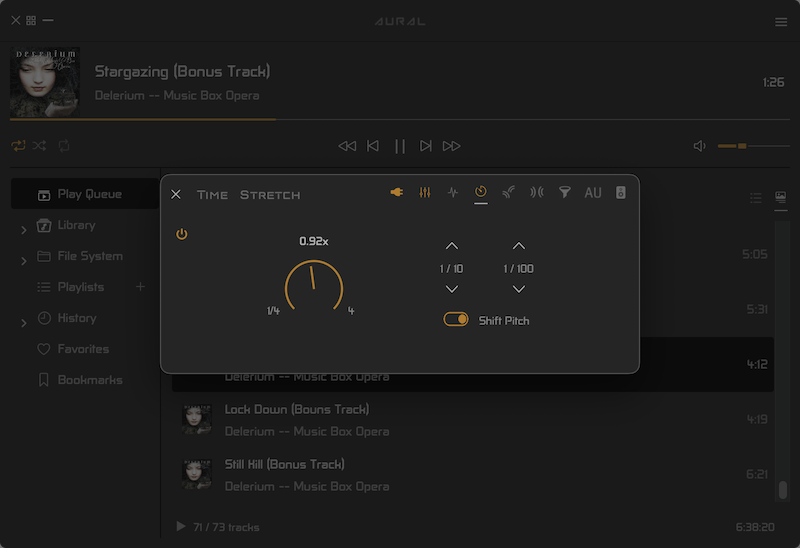 AURAL
DELERIUM
Stargazing (Bonus Track)
Delerium -- Music Box Opera
1:26
Play Queue
Library
File System
Playlists
History
Favorites
Bookmarks
Time Stretch
AU
0.92x
1/4
4
1 / 10
1 / 100
Shift Pitch
5:05
5:31
4:12
Delerium -- Music Box Opera
Lock Down (Bouns Track)
Delerium -- Music Box Opera
4:19
Still Kill (Bonus Track)
Delerium -- Music Box Opera
6:21
71 / 73 tracks
6:38:20